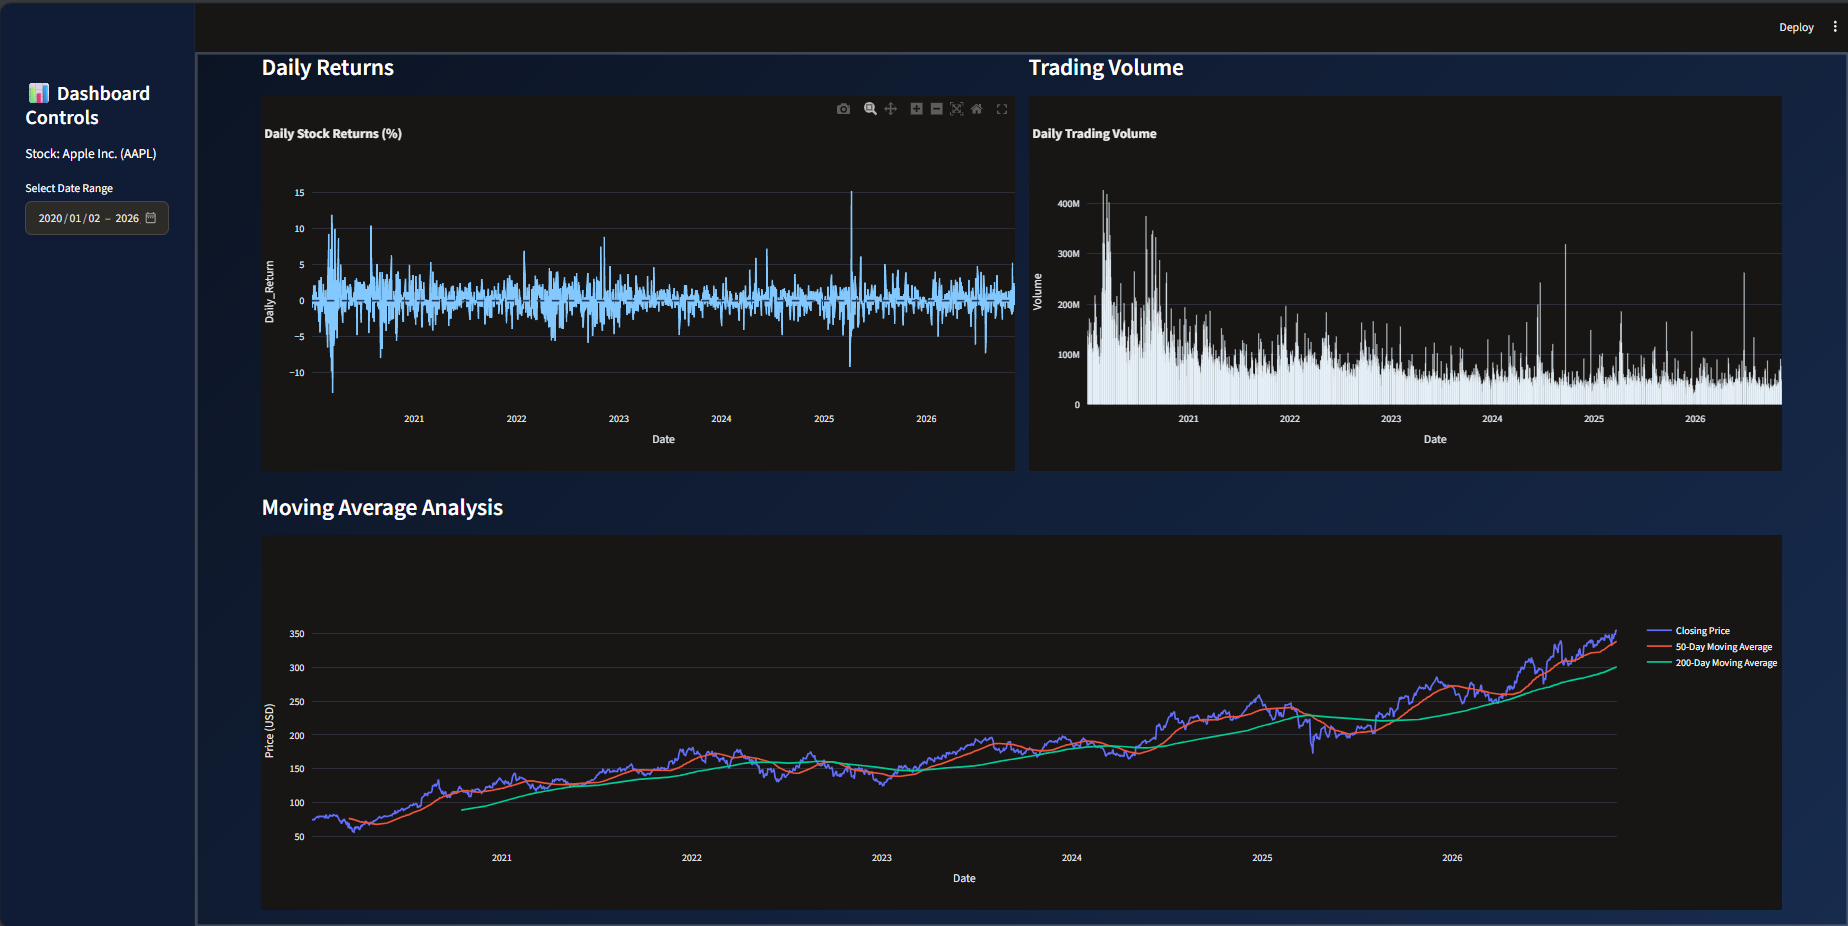 Deploy
📊 Dashboard
Controls
Stock: Apple Inc. (AAPL)
Select Date Range
2020/01/02 – 2026
Daily Returns
Daily Stock Returns (%)
15
10
5
0
−5
−10
Daily_Return
2021 2022 2023 2024 2025 2026
Date
Trading Volume
Daily Trading Volume
400M
300M
200M
100M
0
Volume
2021 2022 2023 2024 2025 2026
Date
Moving Average Analysis
350
300
250
200
150
100
50
Price (USD)
2021 2022 2023 2024 2025 2026
Date
Closing Price
50-Day Moving Average
200-Day Moving Average